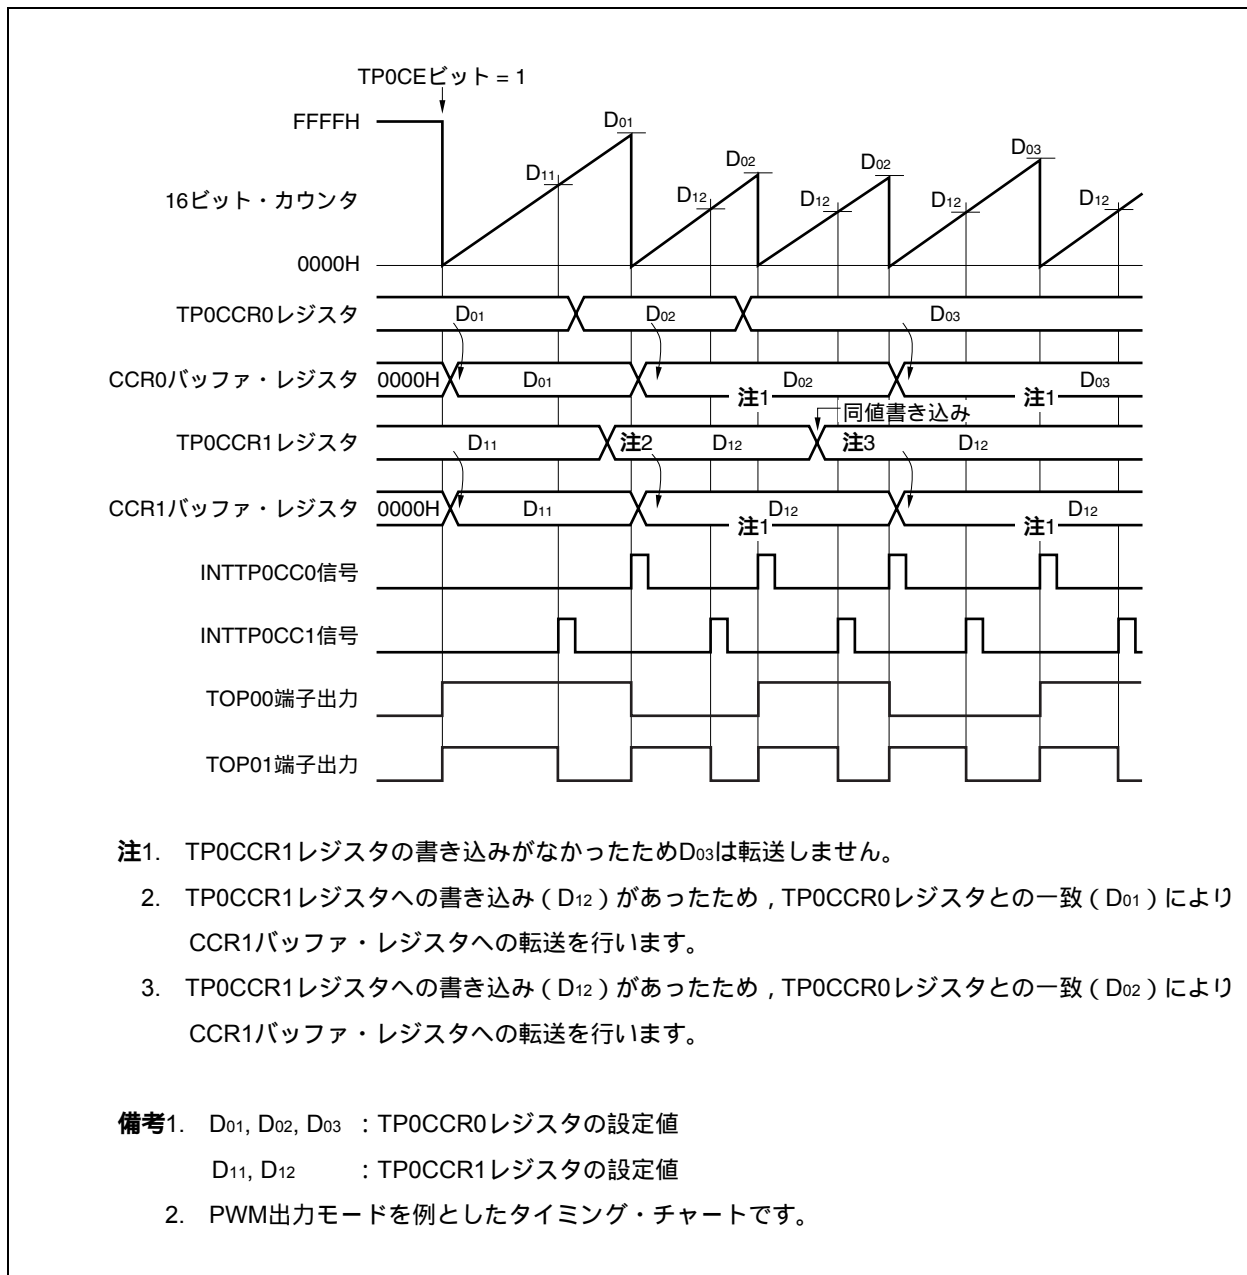 TP0CEビット = 1
FFFFH
D01
D11
D02
D02
D03
16ビット・カウンタ
D12
D12
D12
D12
0000H
TP0CCR0レジスタ
D01
D02
D03
CCR0バッファ・レジスタ
0000H
D01
D02
D03
注1
注1
同値書き込み
TP0CCR1レジスタ
D11
注2
D12
注3
D12
CCR1バッファ・レジスタ
0000H
D11
D12
D12
注1
注1
INTTP0CC0信号
INTTP0CC1信号
TOP00端子出力
TOP01端子出力
注1. TP0CCR1レジスタの書き込みがなかったためD03は転送しません。
2. TP0CCR1レジスタへの書き込み（D12）があったため，TP0CCR0レジスタとの一致（D01）により
CCR1バッファ・レジスタへの転送を行います。
3. TP0CCR1レジスタへの書き込み（D12）があったため，TP0CCR0レジスタとの一致（D02）により
CCR1バッファ・レジスタへの転送を行います。
備考1. D01, D02, D03 ：TP0CCR0レジスタの設定値
D11, D12 ：TP0CCR1レジスタの設定値
2. PWM出力モードを例としたタイミング・チャートです。